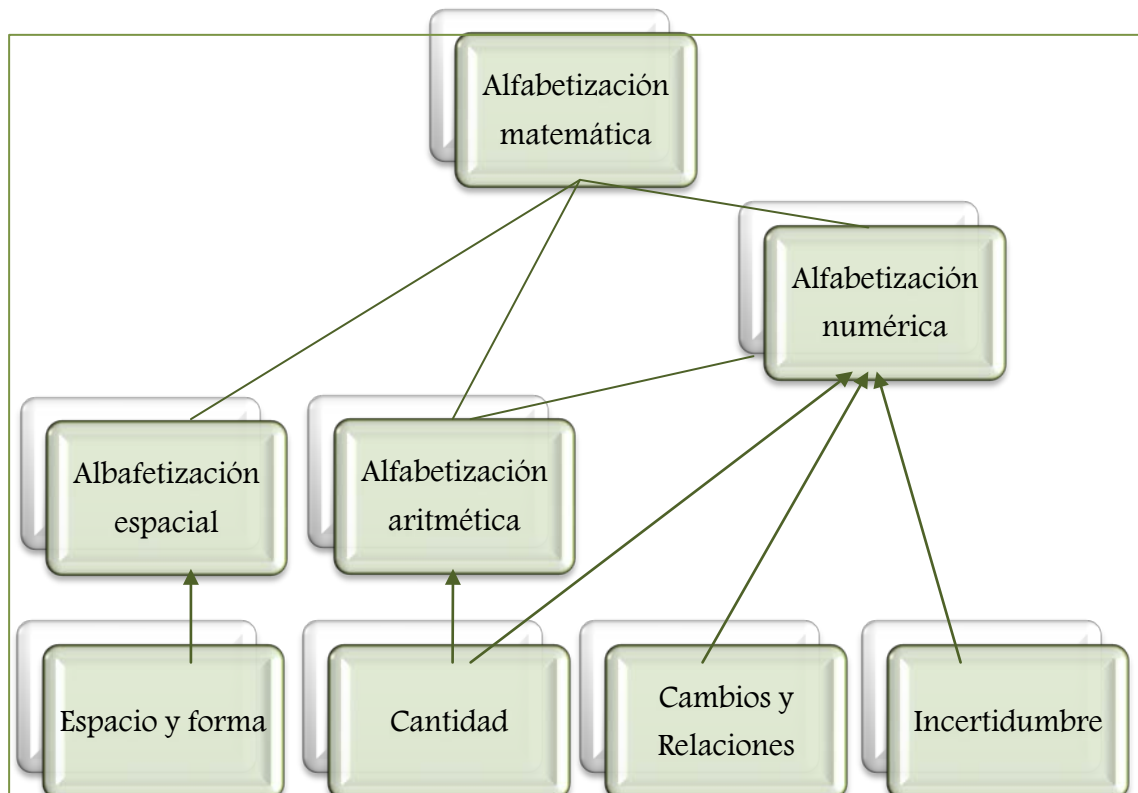 Alfabetización
matemática
Alfabetización
numérica
Albafetización
espacial
Alfabetización
aritmética
Espacio y forma
Cantidad
Cambios y
Relaciones
Incertidumbre